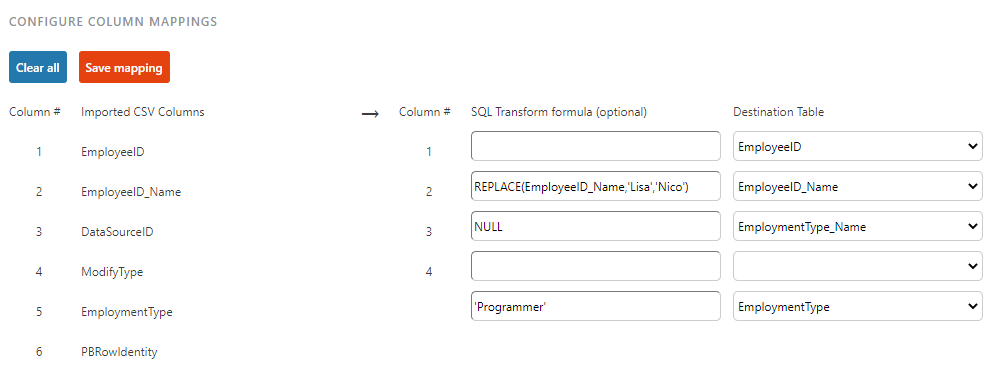 CONFIGURE COLUMN MAPPINGS
Clear all Save mapping
Column # Imported CSV Columns → Column # SQL Transform formula (optional) Destination Table
1 EmployeeID 1 EmployeeID
2 EmployeeID_Name 2 REPLACE(EmployeeID_Name,'Lisa','Nico') EmployeeID_Name
3 DataSourceID 3 NULL EmploymentType_Name
4 ModifyType 4
5 EmploymentType 'Programmer' EmploymentType
6 PBRowIdentity